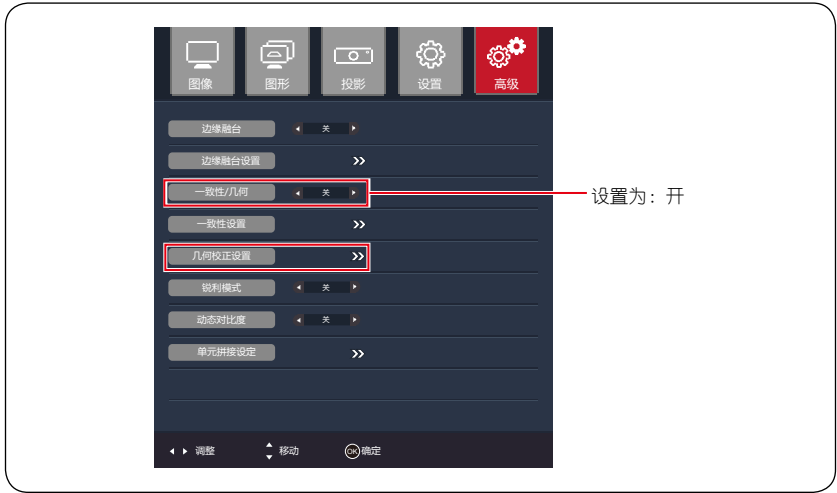 图像 图形 投影 设置 高级
边缘融台 关
边缘融台设置
一致性/几何 关
设置为：开
一致性设置
几何校正设置
锐利模式 关
动态对比度 关
单元拼接设定
调整 移动 OK 确定